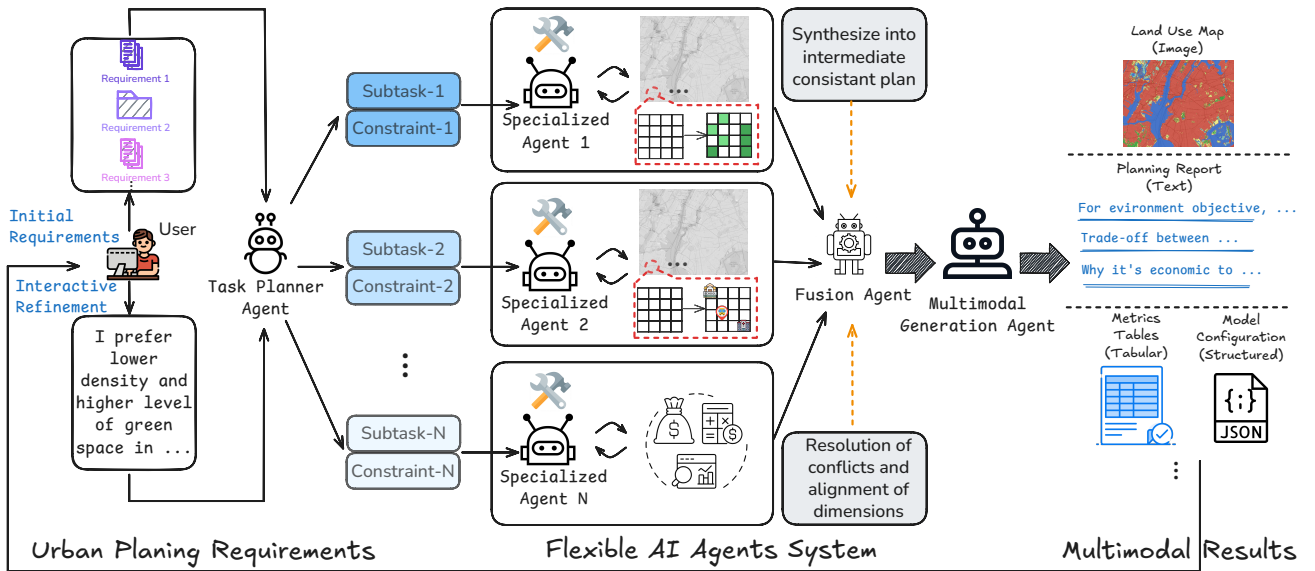 Requirement 1
Requirement 2
Requirement 3
Initial
Requirements
User
Interactive
Refinement
I prefer
lower
density and
higher level
of green
space in ...
Task Planner
Agent
Subtask-1
Constraint-1
Subtask-2
Constraint-2
Subtask-N
Constraint-N
Specialized
Agent 1
Specialized
Agent 2
Specialized
Agent N
Synthesize into
intermediate
consistant plan
Fusion Agent
Resolution of
conflicts and
alignment of
dimensions
Multimodal
Generation Agent
Land Use Map
(Image)
Planning Report
(Text)
For evironment objective, ...
Trade-off between ...
Why it's economic to ...
Metrics
Tables
(Tabular)
Model
Configuration
(Structured)
{;}
JSON
Urban Planing Requirements
Flexible AI Agents System
Multimodal Results